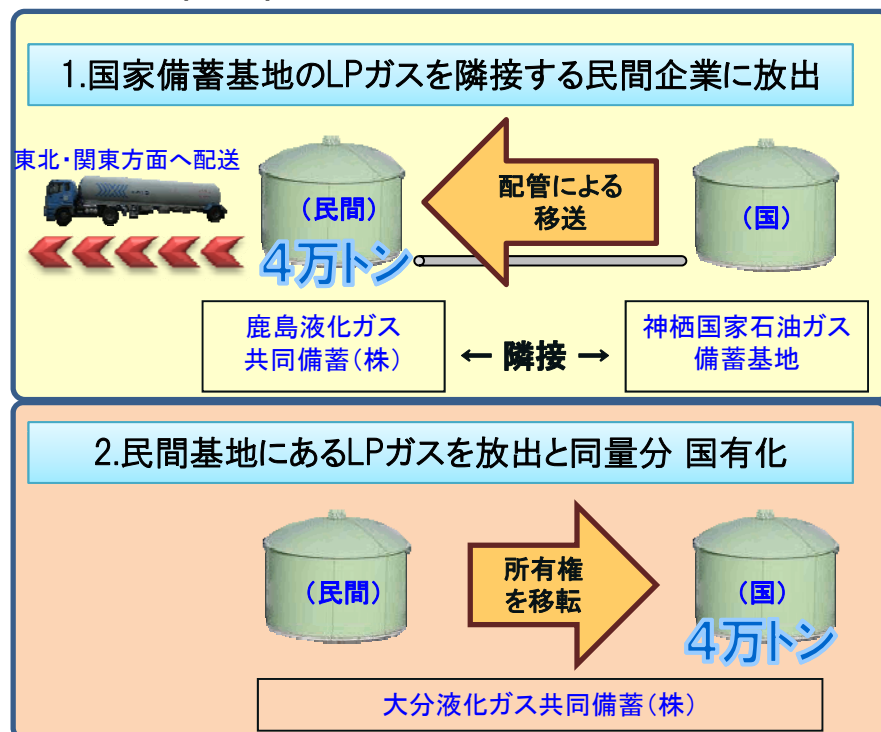 1.国家備蓄基地のLPガスを隣接する民間企業に放出
東北・関東方面へ配送
（民間）
4万トン
配管による
移送
（国）
鹿島液化ガス
共同備蓄（株）
← 隣接 →
神栖国家石油ガス
備蓄基地
2.民間基地にあるLPガスを放出と同量分 国有化
（民間）
所有権
を移転
（国）
4万トン
大分液化ガス共同備蓄（株）